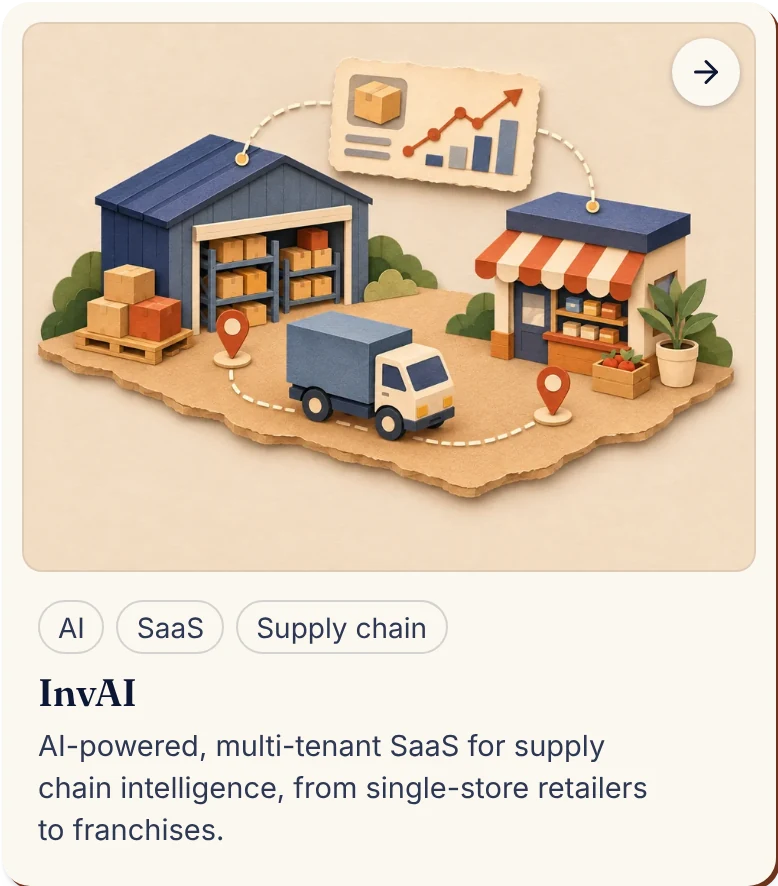 AI
SaaS
Supply chain
InvAI
AI-powered, multi-tenant SaaS for supply
chain intelligence, from single-store retailers
to franchises.